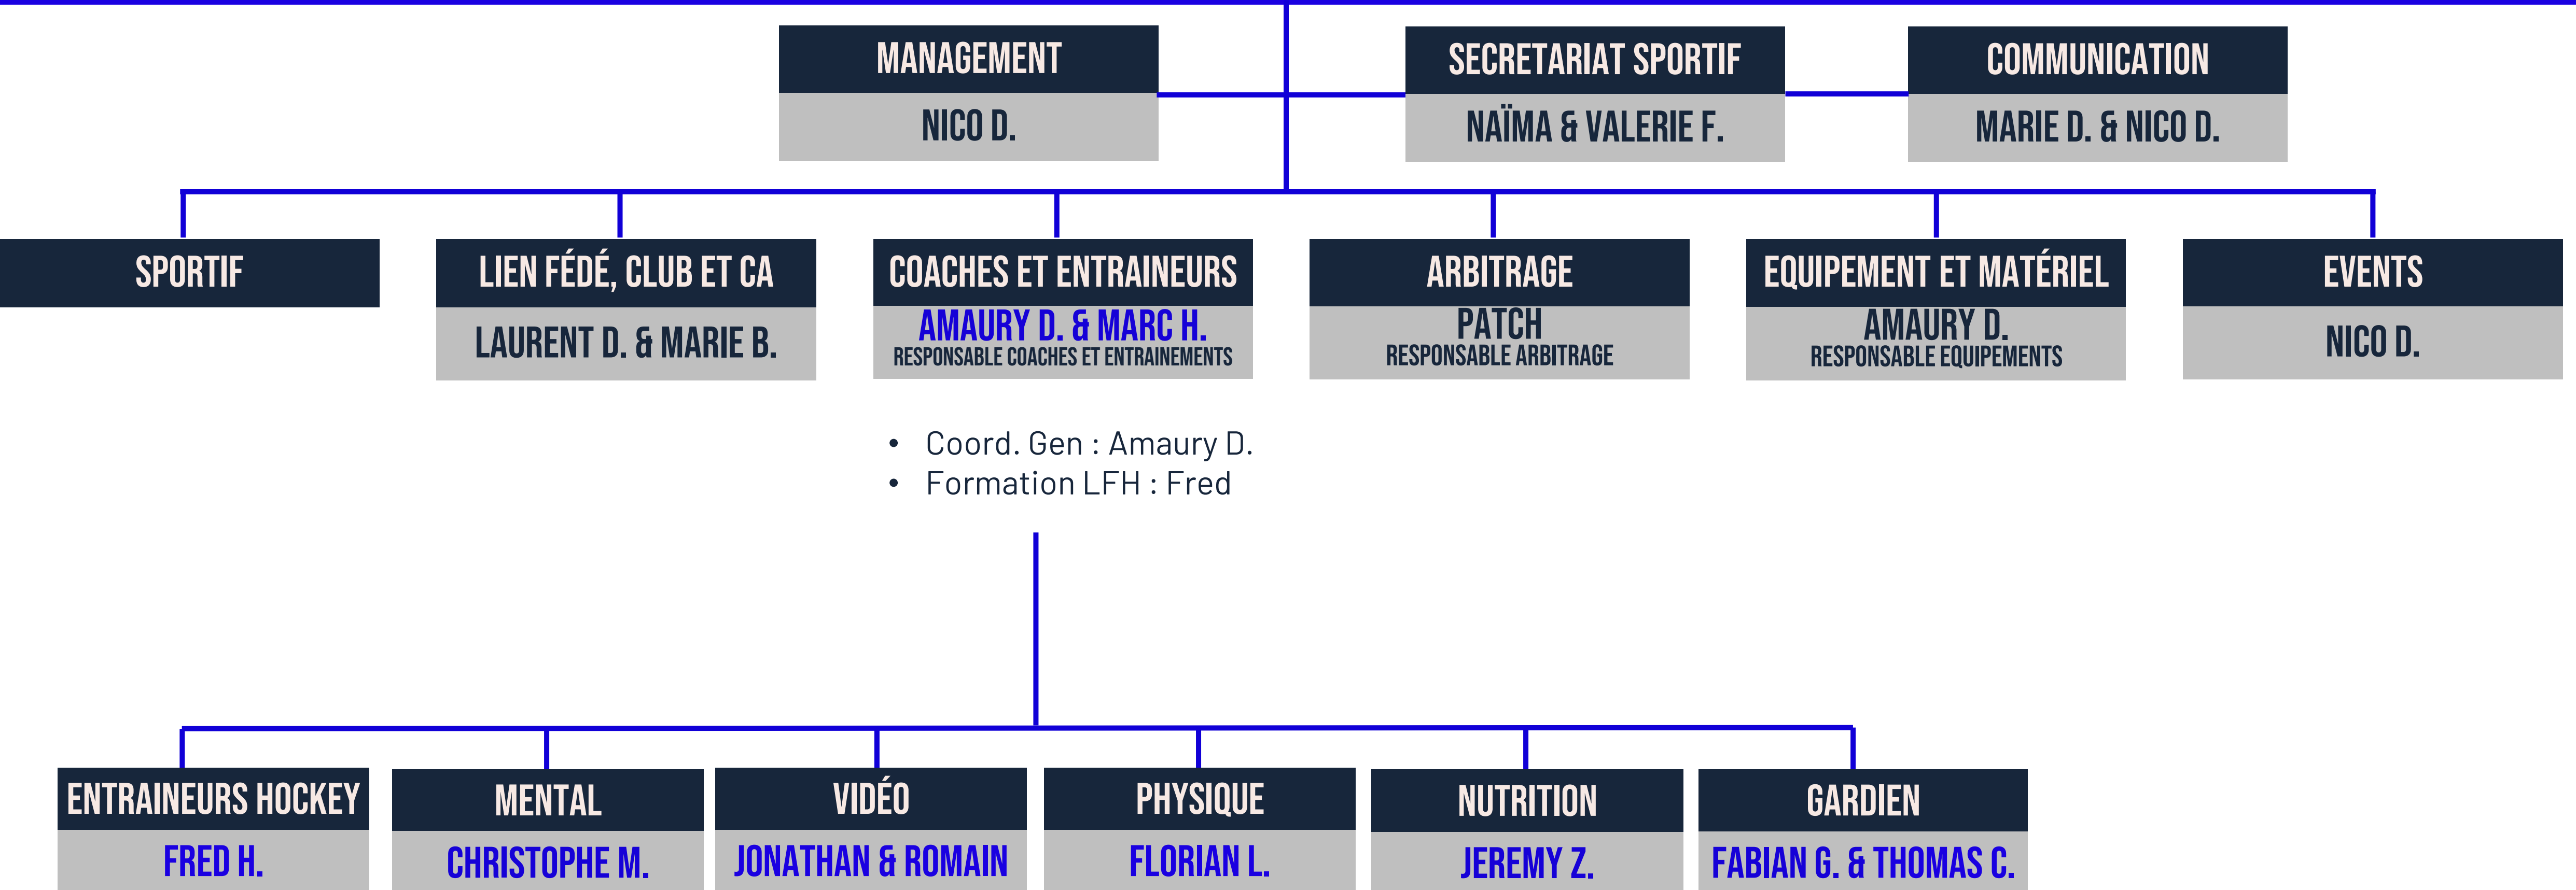 MANAGEMENT
NICO D.
SECRETARIAT SPORTIF
NAÏMA & VALERIE F.
COMMUNICATION
MARIE D. & NICO D.
SPORTIF
LIEN FÉDÉ, CLUB ET CA
LAURENT D. & MARIE B.
COACHES ET ENTRAINEURS
AMAURY D. & MARC H.
RESPONSABLE COACHES ET ENTRAINEMENTS
• Coord. Gen : Amaury D.
• Formation LFH : Fred
ARBITRAGE
PATCH
RESPONSABLE ARBITRAGE
EQUIPEMENT ET MATÉRIEL
AMAURY D.
RESPONSABLE EQUIPEMENTS
EVENTS
NICO D.
ENTRAINEURS HOCKEY
FRED H.
MENTAL
CHRISTOPHE M.
VIDÉO
JONATHAN & ROMAIN
PHYSIQUE
FLORIAN L.
NUTRITION
JEREMY Z.
GARDIEN
FABIAN G. & THOMAS C.